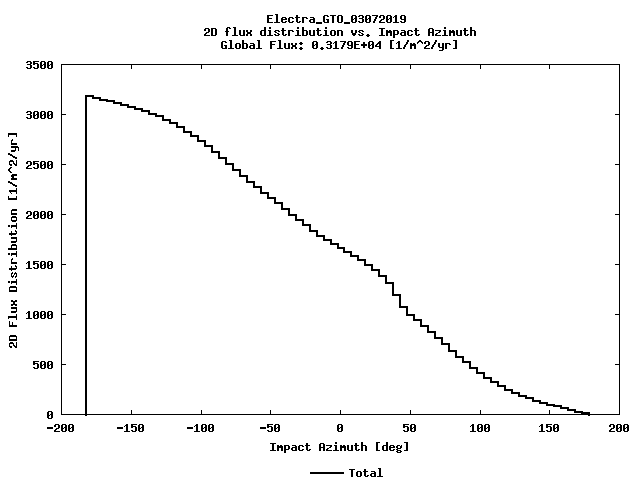 Electra_GTO_03072019
2D flux distribution vs. Impact Azimuth
Global Flux: 0.3179E+04 [1/m^2/yr]
3500
3000
2500
2000
1500
1000
500
0
2D Flux Distribution [1/m^2/yr]
-200 -150 -100 -50 0 50 100 150 200
Impact Azimuth [deg]
Total